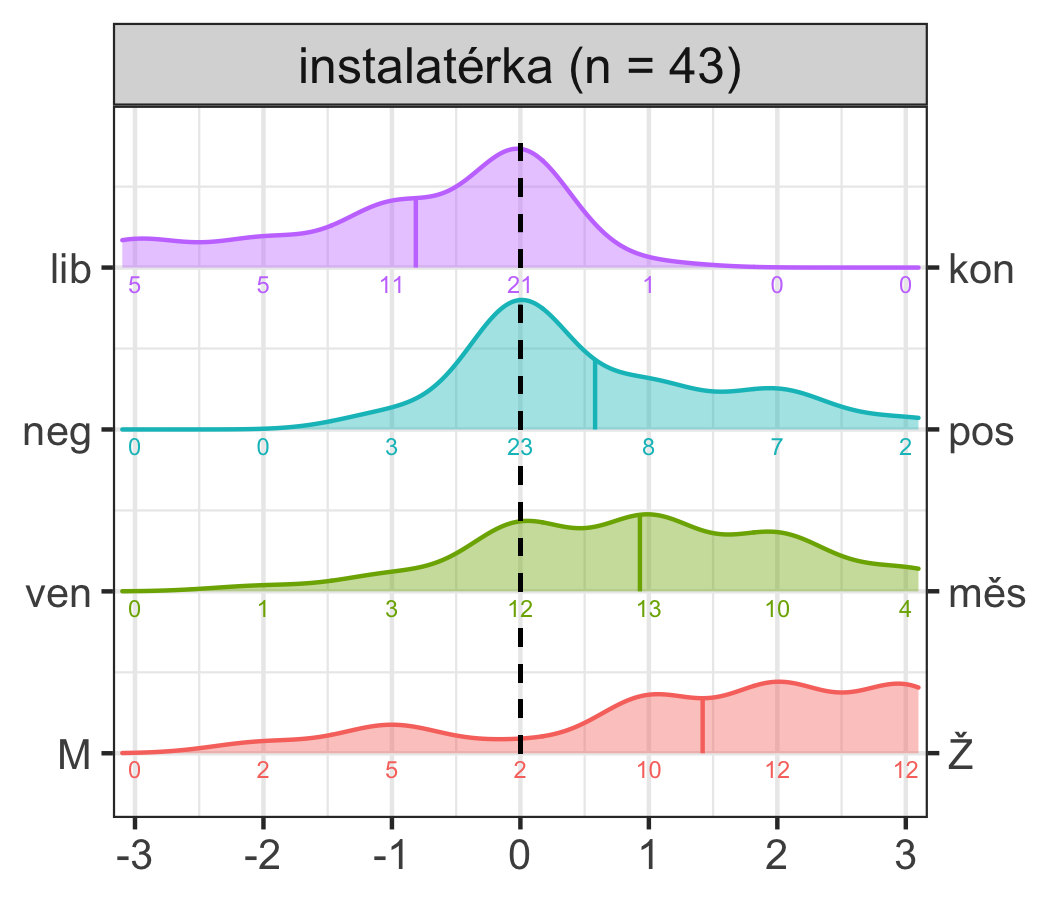 instalatérka (n = 43)
lib kon
5 5 11 21 1 0 0
neg pos
0 0 3 23 8 7 2
ven měs
0 1 3 12 13 10 4
M Ž
0 2 5 2 10 12 12
-3 -2 -1 0 1 2 3